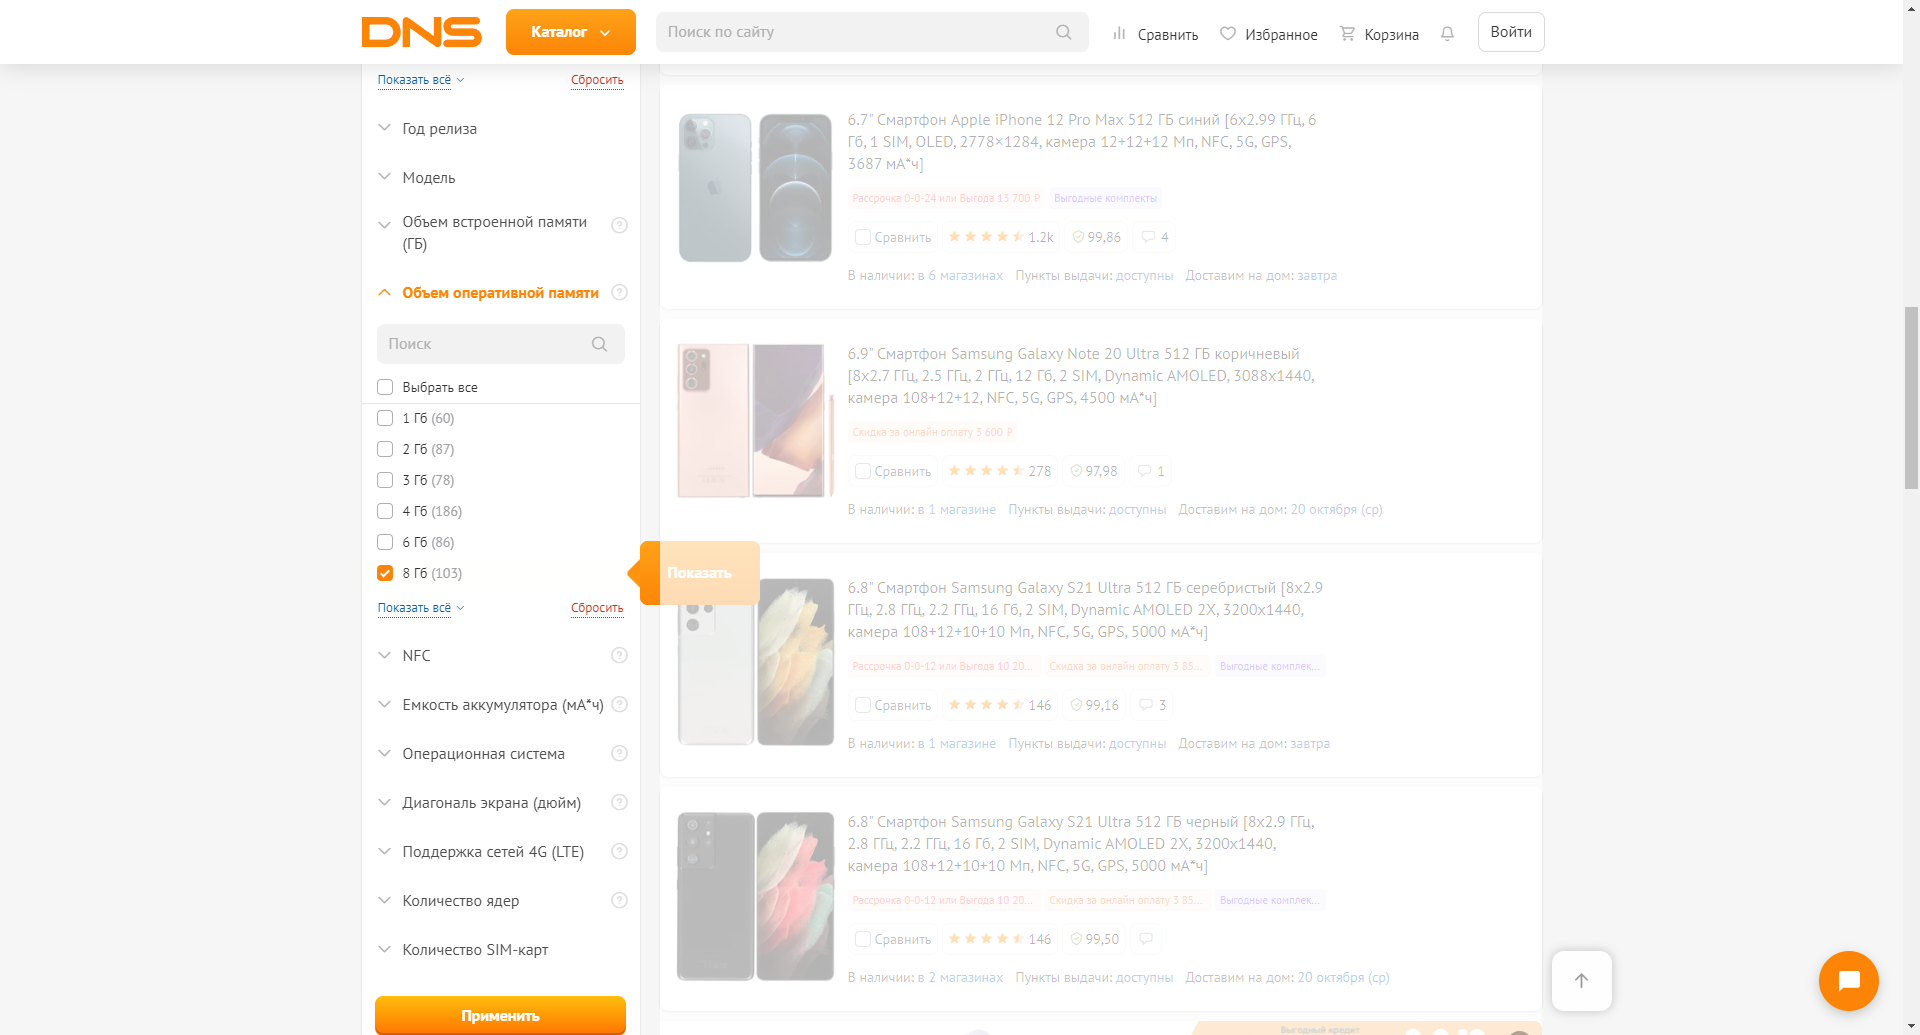 DNS
Каталог
Поиск по сайту
Сравнить
Избранное
Корзина
Войти
Показать всё
Сбросить
Год релиза
Модель
Объем встроенной памяти
(ГБ)
Объем оперативной памяти
Поиск
Выбрать все
1 Гб (60)
2 Гб (87)
3 Гб (78)
4 Гб (186)
6 Гб (86)
8 Гб (103)
Показать
Показать всё
Сбросить
NFC
Емкость аккумулятора (мА*ч)
Операционная система
Диагональ экрана (дюйм)
Поддержка сетей 4G (LTE)
Количество ядер
Количество SIM-карт
Применить
6.7" Смартфон Apple iPhone 12 Pro Max 512 ГБ синий [6x2.99 ГГц, 6
Гб, 1 SIM, OLED, 2778×1284, камера 12+12+12 Мп, NFC, 5G, GPS,
3687 мА*ч]
Рассрочка 0-0-24 или Выгода 13 700 ₽ Выгодные комплекты
Сравнить 1.2k 99,86 4
В наличии: в 6 магазинах Пункты выдачи: доступны Доставим на дом: завтра
6.9" Смартфон Samsung Galaxy Note 20 Ultra 512 ГБ коричневый
[8x2.7 ГГц, 2.5 ГГц, 2 ГГц, 12 Гб, 2 SIM, Dynamic AMOLED, 3088x1440,
камера 108+12+12, NFC, 5G, GPS, 4500 мА*ч]
Скидка за онлайн оплату 3 600 ₽
Сравнить 278 97,98 1
В наличии: в 1 магазине Пункты выдачи: доступны Доставим на дом: 20 октября (ср)
6.8" Смартфон Samsung Galaxy S21 Ultra 512 ГБ серебристый [8x2.9
ГГц, 2.8 ГГц, 2.2 ГГц, 16 Гб, 2 SIM, Dynamic AMOLED 2X, 3200x1440,
камера 108+12+10+10 Мп, NFC, 5G, GPS, 5000 мА*ч]
Рассрочка 0-0-12 или Выгода 10 20... Скидка за онлайн оплату 3 85... Выгодные комплек...
Сравнить 146 99,16 3
В наличии: в 1 магазине Пункты выдачи: доступны Доставим на дом: завтра
6.8" Смартфон Samsung Galaxy S21 Ultra 512 ГБ черный [8x2.9 ГГц,
2.8 ГГц, 2.2 ГГц, 16 Гб, 2 SIM, Dynamic AMOLED 2X, 3200x1440,
камера 108+12+10+10 Мп, NFC, 5G, GPS, 5000 мА*ч]
Рассрочка 0-0-12 или Выгода 10 20... Скидка за онлайн оплату 3 85... Выгодные комплек...
Сравнить 146 99,50
В наличии: в 2 магазинах Пункты выдачи: доступны Доставим на дом: 20 октября (ср)
Выгодный кредит